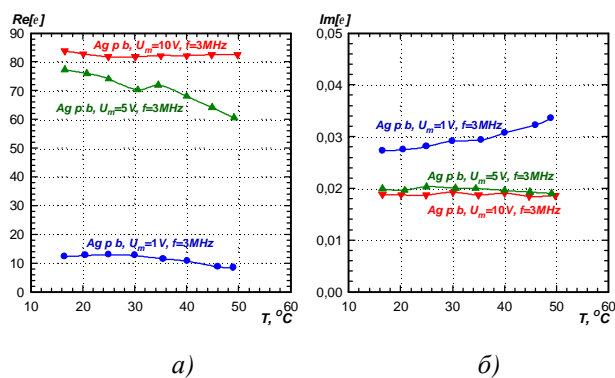 Re[ε]
90
80
70
60
50
40
30
20
10
0
Ag p b, Um=10V, f=3MHz
Ag p b, Um=5V, f=3MHz
Ag p b, Um=1V, f=3MHz
10 20 30 40 50 60
T, °C
а)
Im[ε]
0,05
0,04
0,03
0,02
0,01
0,00
Ag p b, Um=1V, f=3MHz
Ag p b, Um=5V, f=3MHz
Ag p b, Um=10V, f=3MHz
10 20 30 40 50 60
T, °C
б)